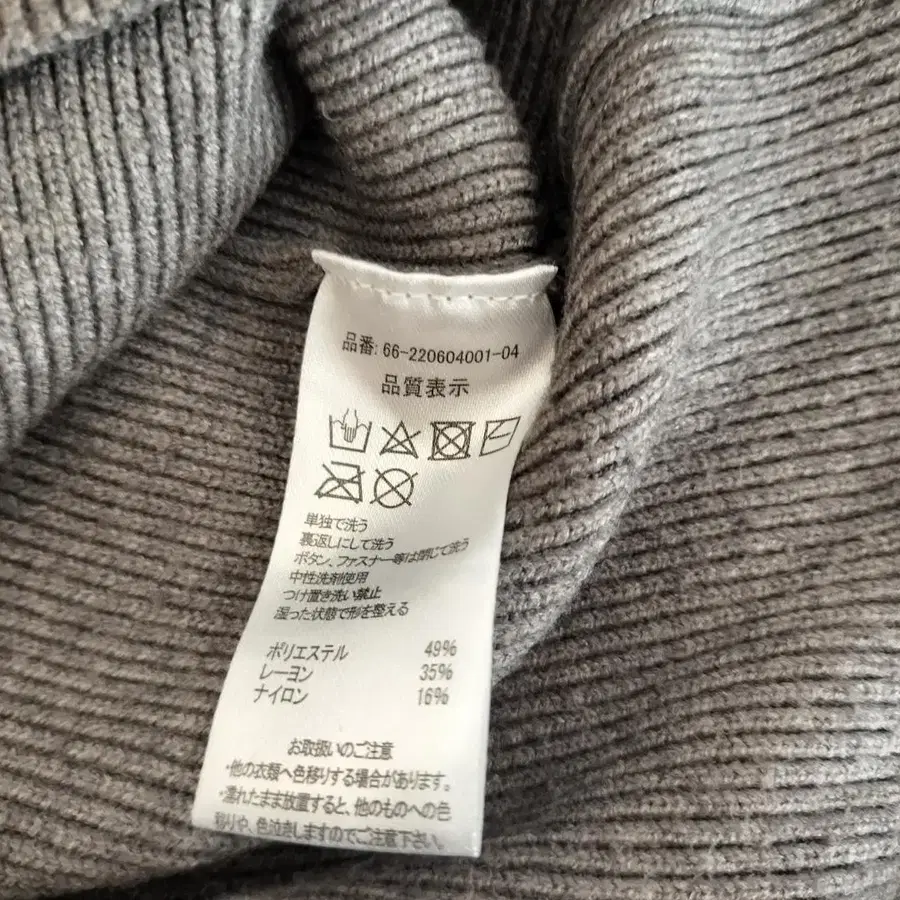 品番: 66-220604001-04
品質表示
単独で洗う
裏返しにして洗う
ボタン、ファスナー等は閉じて洗う
中性洗剤使用
つけ置き洗い禁止
湿った状態で形を整える
ポリエステル 49%
レーヨン 35%
ナイロン 16%
お取扱いのご注意
・他の衣類へ色移りする場合があります。
・濡れたまま放置すると、他のものへの色
移りや、色泣きしますのでご注意下さい。